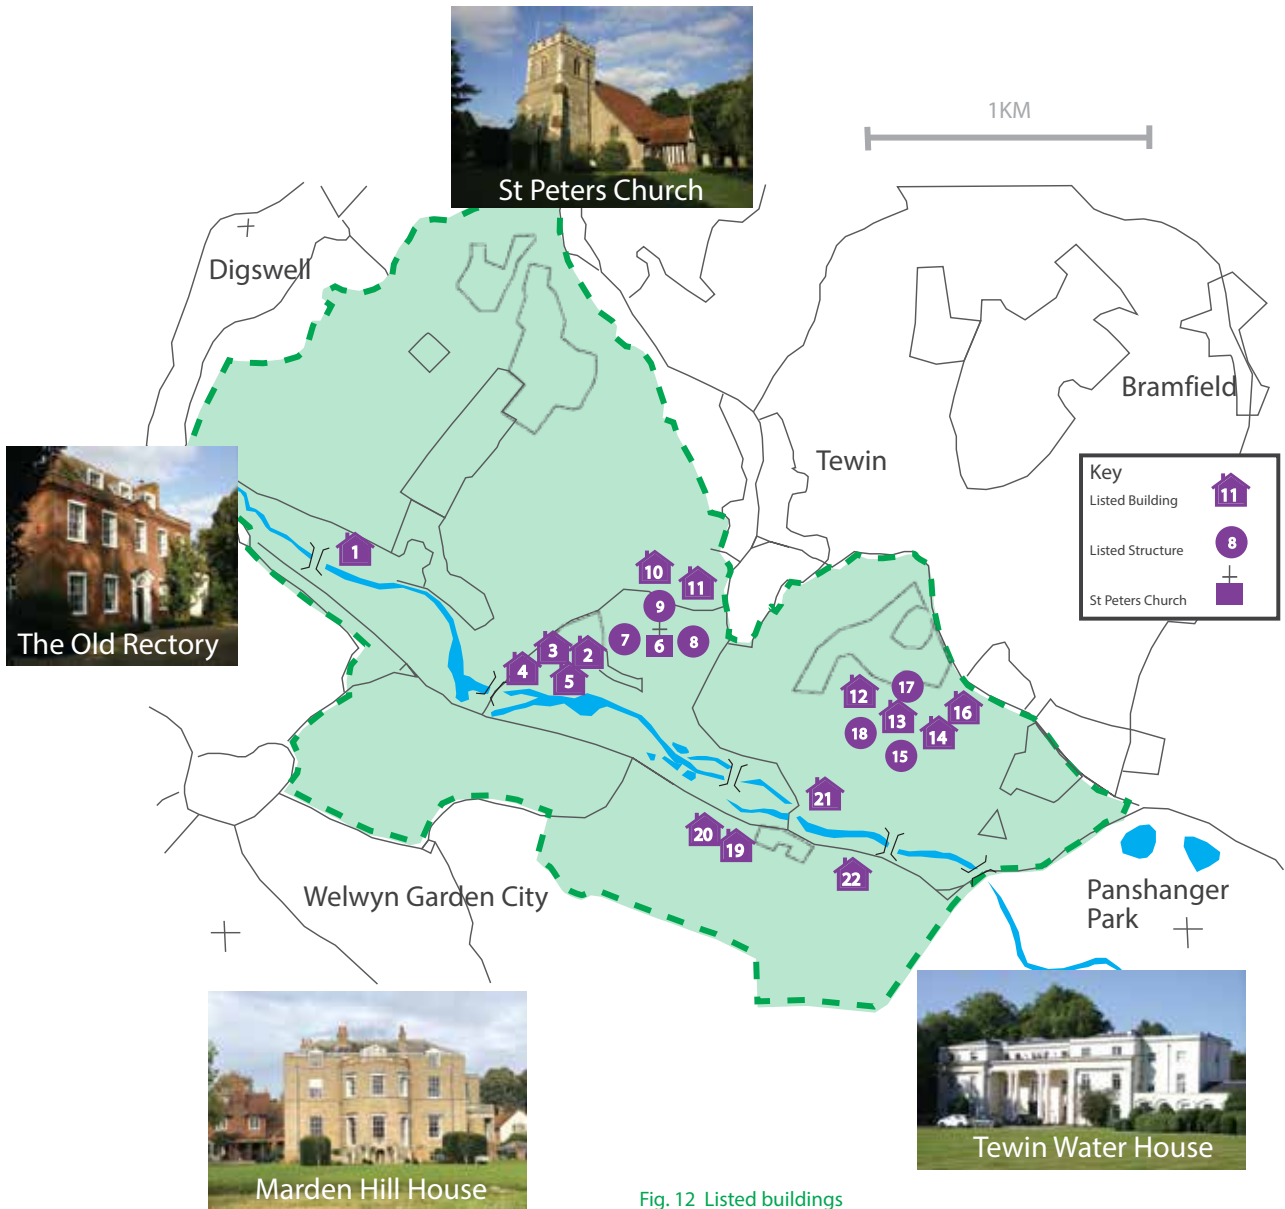 St Peters Church
1KM
Digswell
Bramfield
Tewin
The Old Rectory
Key
Listed Building
11
Listed Structure
8
St Peters Church
1
10
11
9
7
6
8
3
2
4
5
12
17
16
13
14
18
15
21
20
19
22
Welwyn Garden City
Panshanger
Park
Marden Hill House
Tewin Water House
Fig. 12 Listed buildings